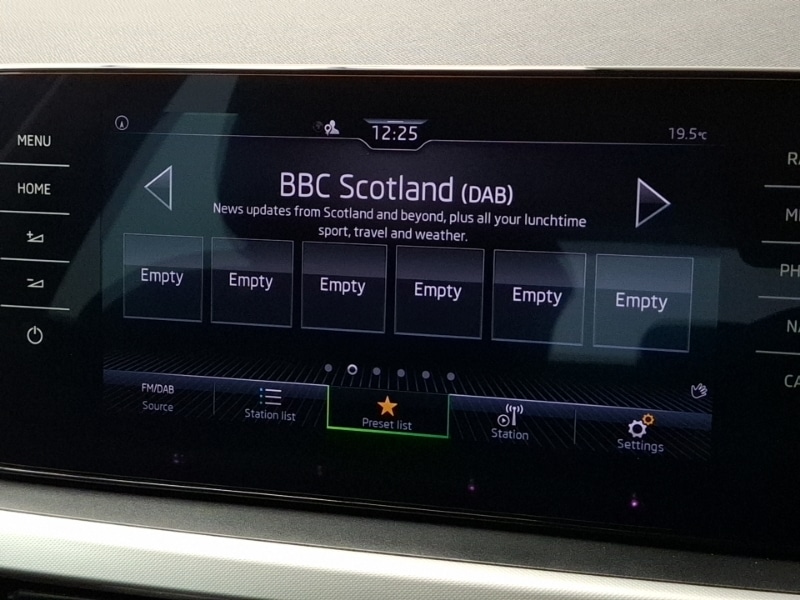 MENU
HOME
12:25
19.5°C
BBC Scotland (DAB)
News updates from Scotland and beyond, plus all your lunchtime
sport, travel and weather.
Empty Empty Empty Empty Empty Empty
FM/DAB
Source
Station list
Preset list
Station
Settings